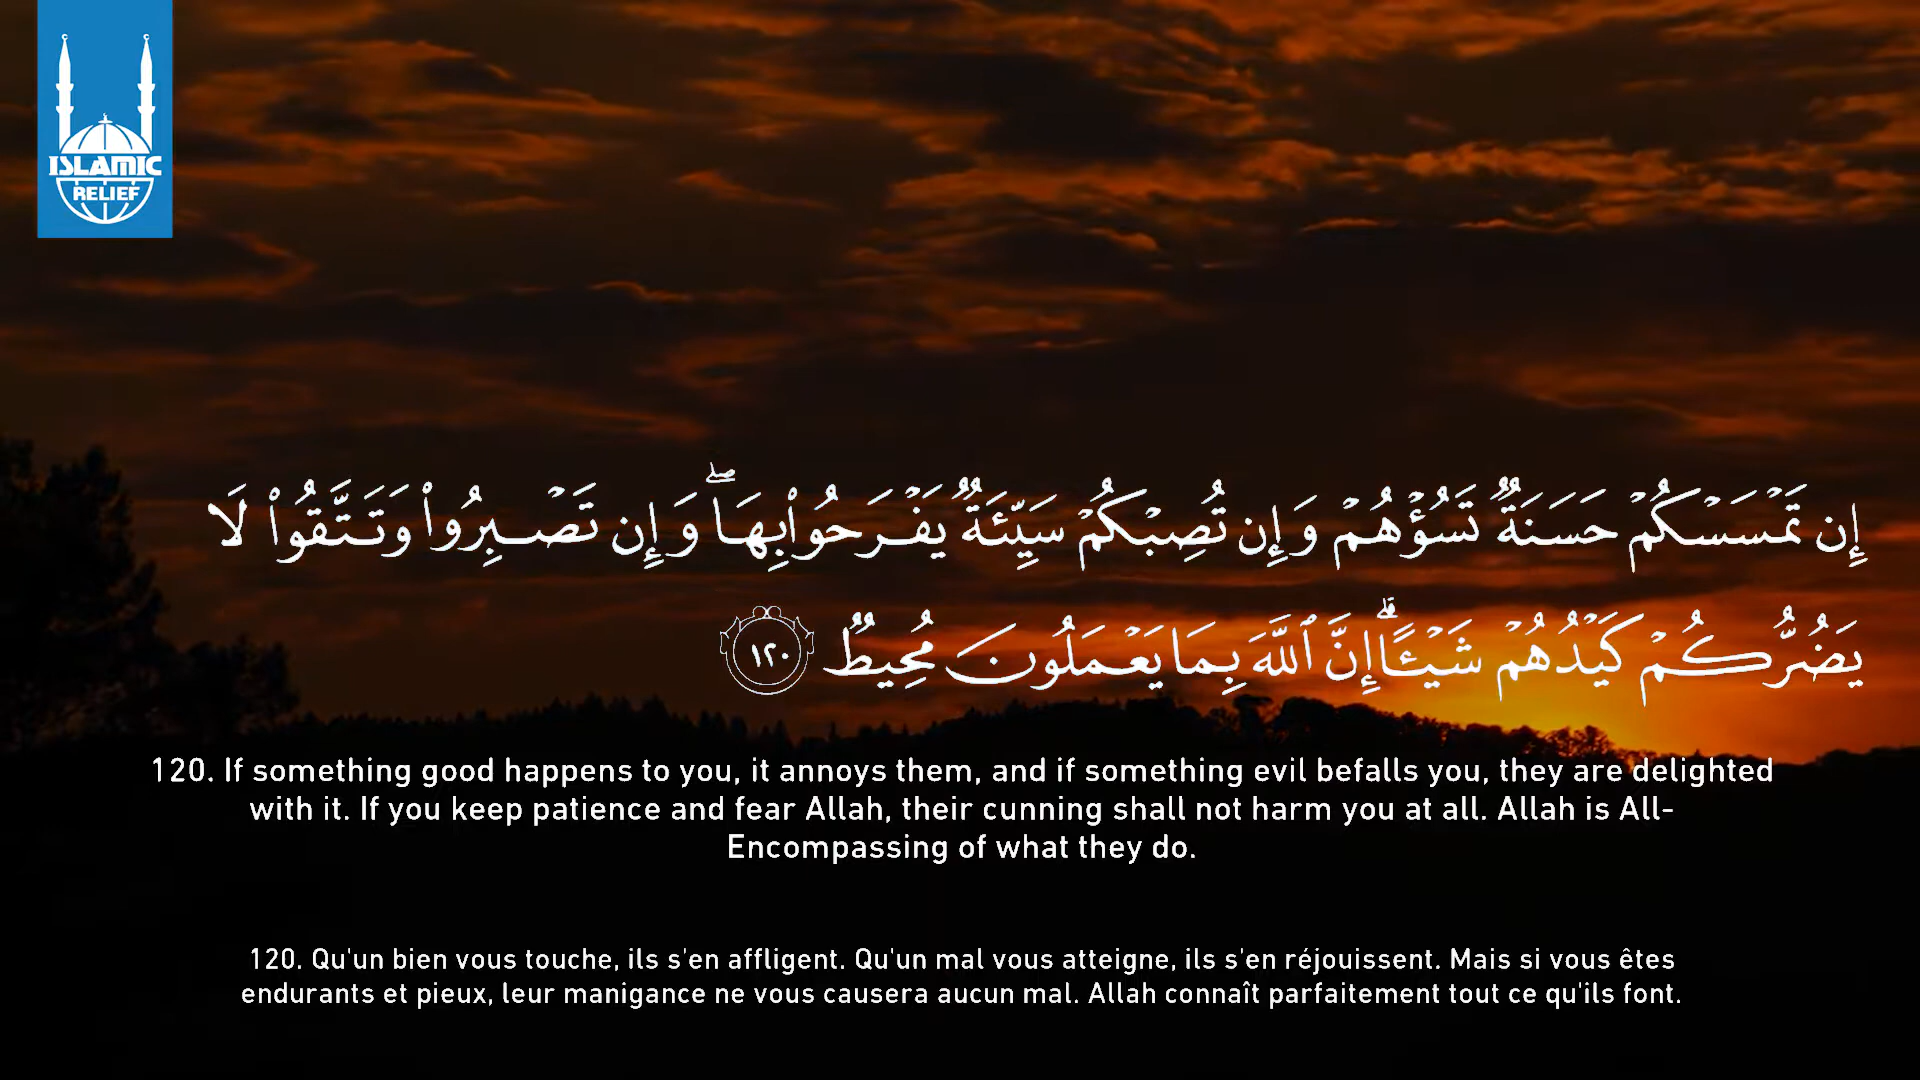 ISLAMIC
RELIEF
إِن تَمْسَسْكُمْ حَسَنَةٌ تَسُؤْهُمْ وَإِن تُصِبْكُمْ سَيِّئَةٌ يَفْرَحُوا۟ بِهَا ۖ وَإِن تَصْبِرُوا۟ وَتَتَّقُوا۟ لَا
يَضُرُّكُمْ كَيْدُهُمْ شَيْـًٔا ۗ إِنَّ ٱللَّهَ بِمَا يَعْمَلُونَ مُحِيطٌ ١٢٠
120. If something good happens to you, it annoys them, and if something evil befalls you, they are delighted
with it. If you keep patience and fear Allah, their cunning shall not harm you at all. Allah is All-
Encompassing of what they do.
120. Qu'un bien vous touche, ils s'en affligent. Qu'un mal vous atteigne, ils s'en réjouissent. Mais si vous êtes
endurants et pieux, leur manigance ne vous causera aucun mal. Allah connaît parfaitement tout ce qu'ils font.